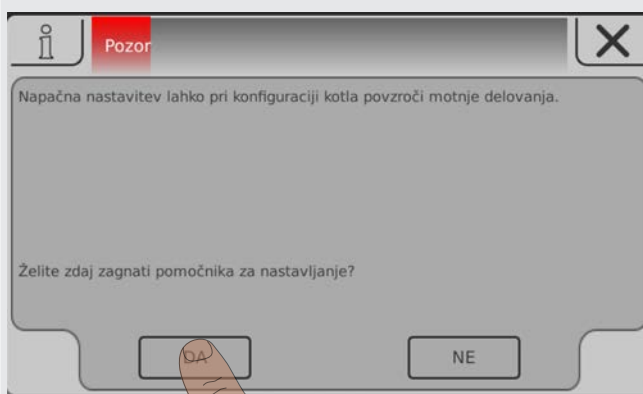 Pozor
Napačna nastavitev lahko pri konfiguraciji kotla povzroči motnje delovanja.
Želite zdaj zagnati pomočnika za nastavljanje?
DA
NE